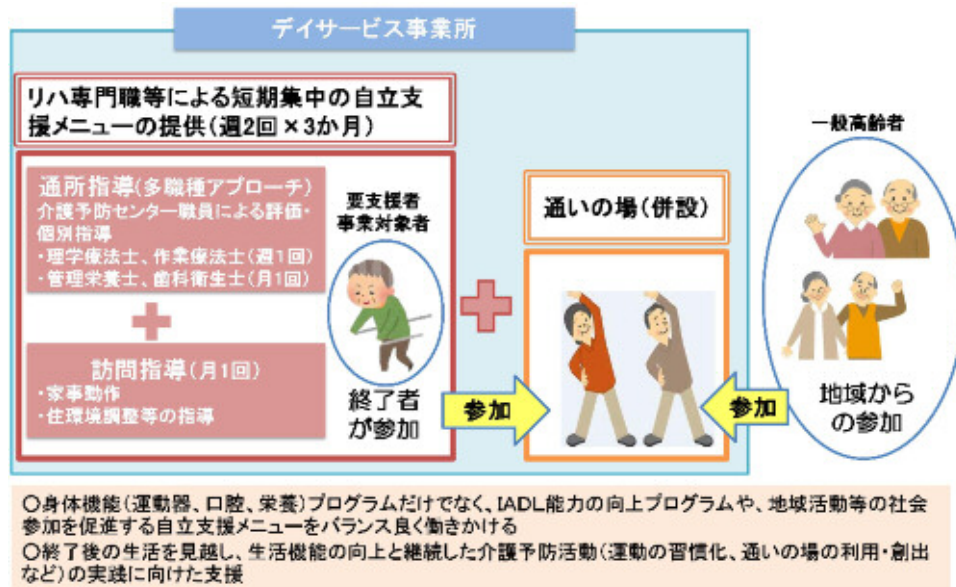 デイサービス事業所
リハ専門職等による短期集中の自立支
援メニューの提供(週2回×3か月)
通所指導(多職種アプローチ)
介護予防センター職員による評価・
個別指導
・理学療法士、作業療法士(週1回)
・管理栄養士、歯科衛生士(月1回)
訪問指導(月1回)
・家事動作
・住環境調整等の指導
要支援者
事業対象者
終了者
が参加
参加
通いの場(併設)
参加
一般高齢者
地域から
の参加
〇身体機能(運動器、口腔、栄養)プログラムだけでなく、IADL能力の向上プログラムや、地域活動等の社会
参加を促進する自立支援メニューをバランス良く働きかける
〇終了後の生活を見越し、生活機能の向上と継続した介護予防活動(運動の習慣化、通いの場の利用・創出
など)の実践に向けた支援